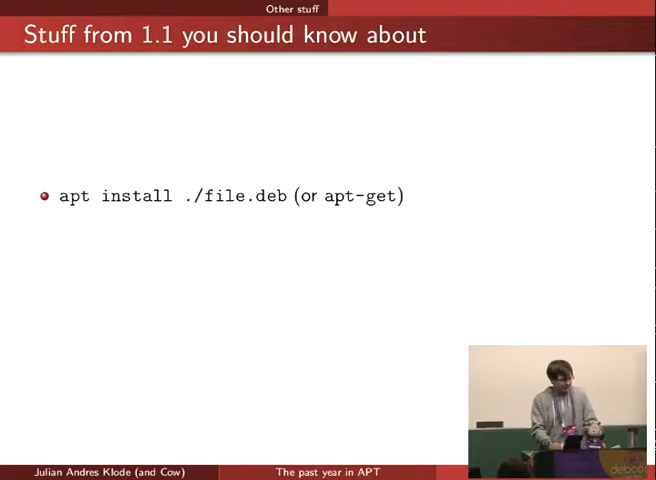 Other stuff
Stuff from 1.1 you should know about
apt install ./file.deb (or apt-get)
Julian Andres Klode (and Cow)
The past year in APT
debcon